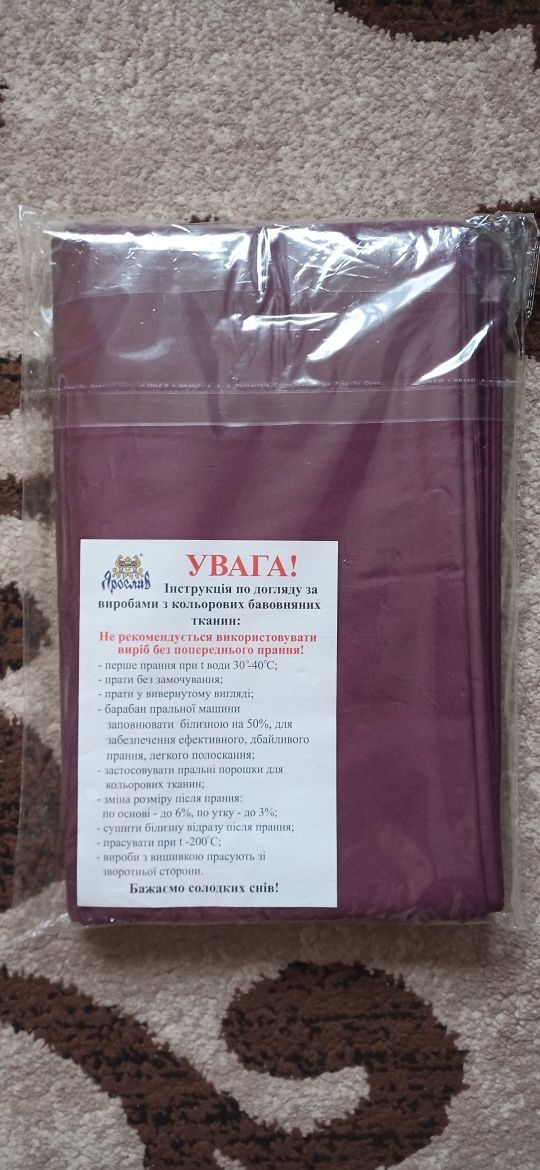 Ярослав
УВАГА!
Інструкція по догляду за
виробами з кольорових бавовняних
тканин:
Не рекомендується використовувати
виріб без попереднього прання!
- перше прання при t води 30°-40°С;
- прати без замочування;
- прати у вивернутому вигляді;
- барабан пральної машини
заповнювати білизною на 50%, для
забезпечення ефективного, дбайливого
прання, легкого полоскання;
- застосовувати пральні порошки для
кольорових тканин;
- зміна розміру після прання:
по основі - до 6%, по утку - до 3%;
- сушити білизну відразу після прання;
- прасувати при t -200°С;
- вироби з вишивкою прасують зі
зворотньої сторони.
Бажаємо солодких снів!